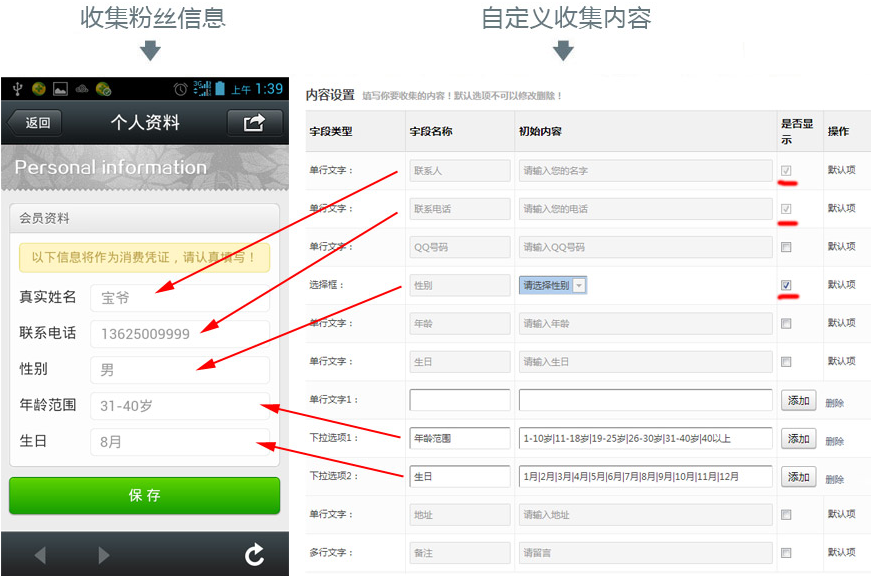 收集粉丝信息
自定义收集内容
3G
上午 1:39
返回
个人资料
Personal information
会员资料
以下信息将作为消费凭证，请认真填写！
真实姓名 宝爷
联系电话 13625009999
性别 男
年龄范围 31-40岁
生日 8月
保存
内容设置 填写你要收集的内容！默认选项不可以修改删除！
字段类型 字段名称 初始内容 是否显示 操作
单行文字： 联系人 请输入您的名字 默认项
单行文字： 联系电话 请输入您的电话 默认项
单行文字： QQ号码 请输入QQ号码 默认项
选择框： 性别 请选择性别 默认项
单行文字： 年龄 请输入年龄 默认项
单行文字： 生日 请输入生日 默认项
单行文字1： 添加 删除
下拉选项1： 年龄范围 1-10岁|11-18岁|19-25岁|26-30岁|31-40岁|40以上 添加 删除
下拉选项2： 生日 1月|2月|3月|4月|5月|6月|7月|8月|9月|10月|11月|12月 添加 删除
单行文字： 地址 请输入地址 默认项
多行文字： 备注 请留言 默认项